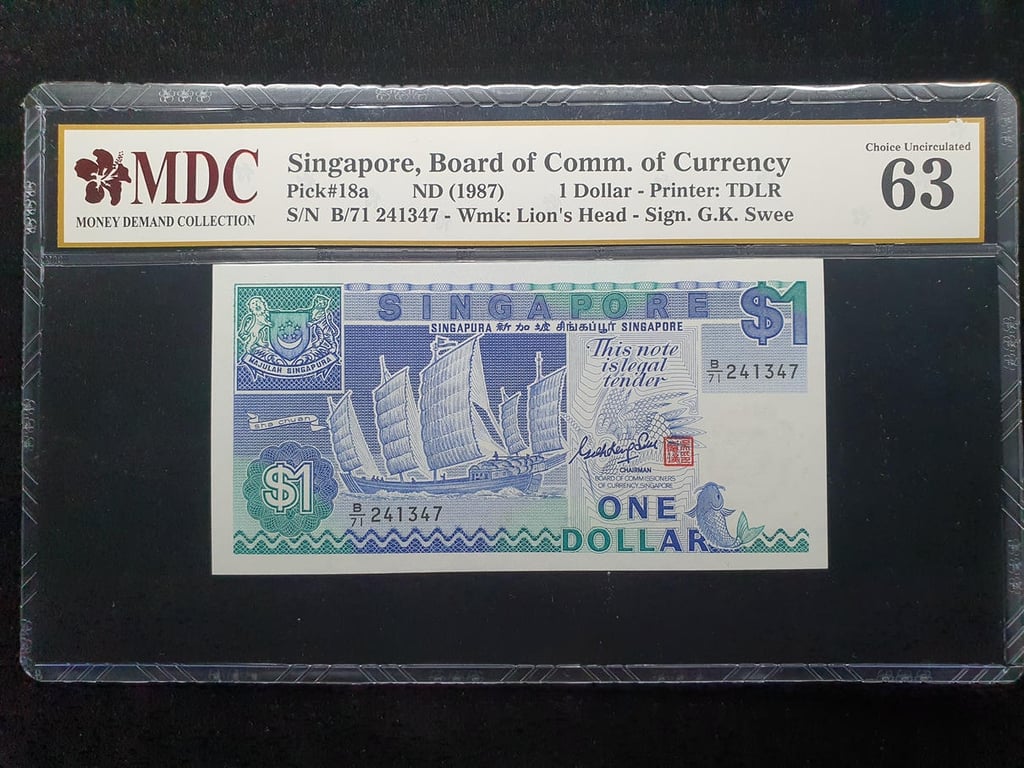 MDC
MONEY DEMAND COLLECTION
Singapore, Board of Comm. of Currency
Pick#18a ND (1987) 1 Dollar - Printer: TDLR
S/N B/71 241347 - Wmk: Lion's Head - Sign. G.K. Swee
Choice Uncirculated
63
SINGAPORE
$1
SINGAPURA 新加坡 சிங்கப்பூர் SINGAPORE
MAJULAH SINGAPURA
This note
is legal
tender
B/71 241347
sha chuan
CHAIRMAN
BOARD OF COMMISSIONERS
OF CURRENCY, SINGAPORE
$1
B/71 241347
ONE
DOLLAR